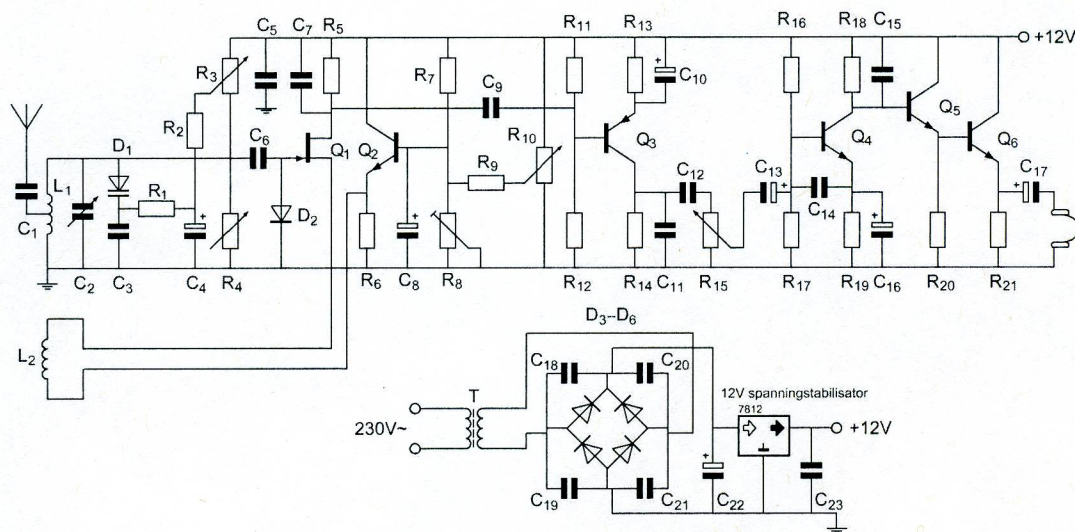 C5 C7 R5 R11 R13 R16 R18 C15
+12V
R3 R7 C9 + C10
R2 R10 Q5
D1 C6 Q1 Q2 Q3 Q4 Q6
L1 R1 R9 C12 C13 + + C17
C1 + D2 + C14 +
C2 C3 C4 R4 R6 C8 R8 R12 R14 C11 R15 R17 R19 C16 R20 R21
D3--D6
L2
C18 C20
T
12V spanningstabilisator
7812
230V~
+12V
+
C19 C21 C22 C23